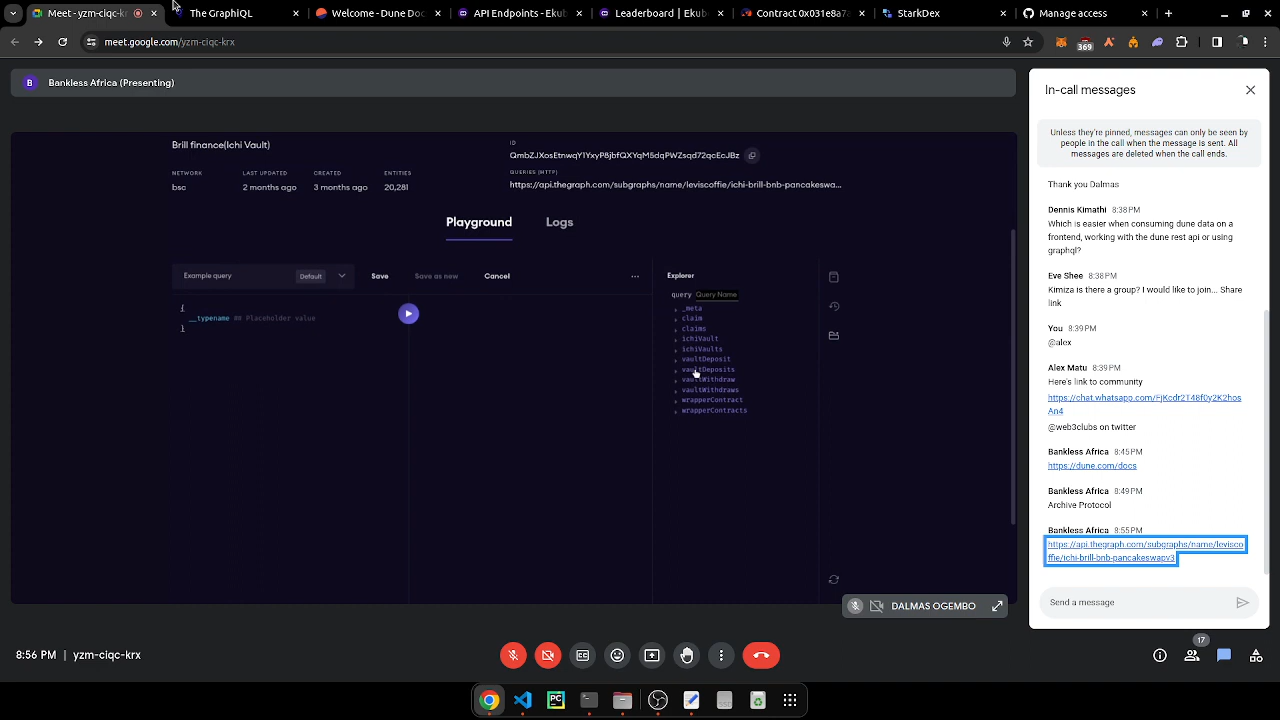 Meet - yzm-ciqc-krx
The GraphiQL
Welcome - Dune Doc
API Endpoints - Ekub
Leaderboard | Ekub
Contract 0x031e8a7a
StarkDex
Manage access
meet.google.com/yzm-ciqc-krx
369
B
Bankless Africa (Presenting)
Brill finance(Ichi Vault)
NETWORK
LAST UPDATED
CREATED
ENTITIES
bsc
2 months ago
3 months ago
20,281
ID
QmbZJXosEtnwqY1YxyP8jbfQXYqM5dqPWZsqd72qcEcJBz
QUERIES (HTTP)
https://api.thegraph.com/subgraphs/name/leviscoffie/ichi-brill-bnb-pancakeswa...
Playground
Logs
Example query
Default
Save
Save as new
Cancel
...
{
__typename ## Placeholder value
}
Explorer
query Query Name
_meta
claim
claims
ichiVault
ichiVaults
vaultDeposit
vaultDeposits
vaultWithdraw
vaultWithdraws
wrapperContract
wrapperContracts
DALMAS OGEMBO
In-call messages
Unless they're pinned, messages can only be seen by
people in the call when the message is sent. All
messages are deleted when the call ends.
Thank you Dalmas
Dennis Kimathi 8:38 PM
Which is easier when consuming dune data on a
frontend, working with the dune rest api or using
graphql?
Eve Shee 8:38 PM
Kimiza is there a group? I would like to join... Share
link
You 8:39 PM
@alex
Alex Matu 8:39 PM
Here's link to community
https://chat.whatsapp.com/FjKcdr2T48f0y2K2hos
An4
@web3clubs on twitter
Bankless Africa 8:45 PM
https://dune.com/docs
Bankless Africa 8:49 PM
Archive Protocol
Bankless Africa 8:55 PM
https://api.thegraph.com/subgraphs/name/levisco
ffie/ichi-brill-bnb-pancakeswapv3
Send a message
8:56 PM | yzm-ciqc-krx
17